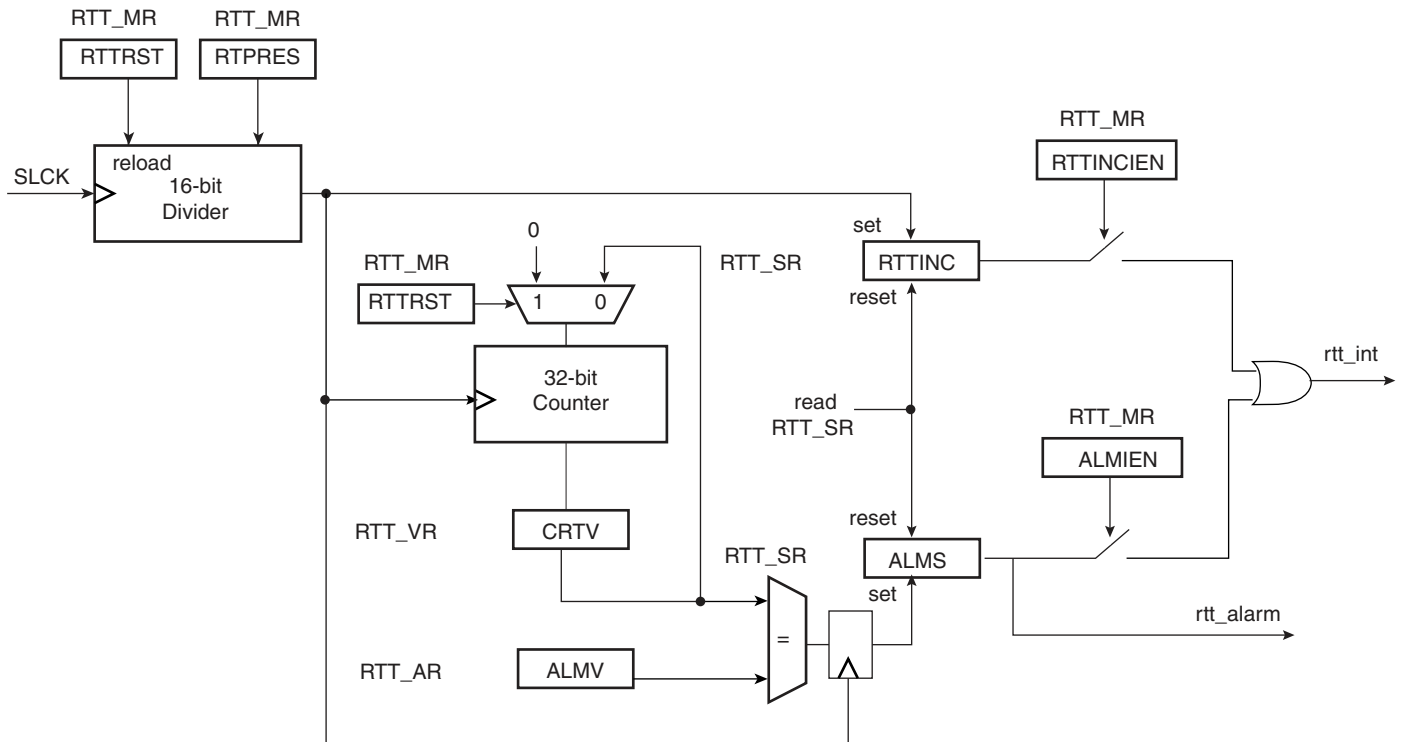 RTT_MR
RTTRST
RTT_MR
RTPRES
reload
16-bit
Divider
SLCK
RTT_MR
RTTINCIEN
0
RTT_MR
RTTRST
1 0
RTT_SR
set
RTTINC
reset
32-bit
Counter
read
RTT_SR
rtt_int
RTT_MR
ALMIEN
RTT_VR
CRTV
reset
ALMS
set
RTT_SR
=
rtt_alarm
RTT_AR
ALMV